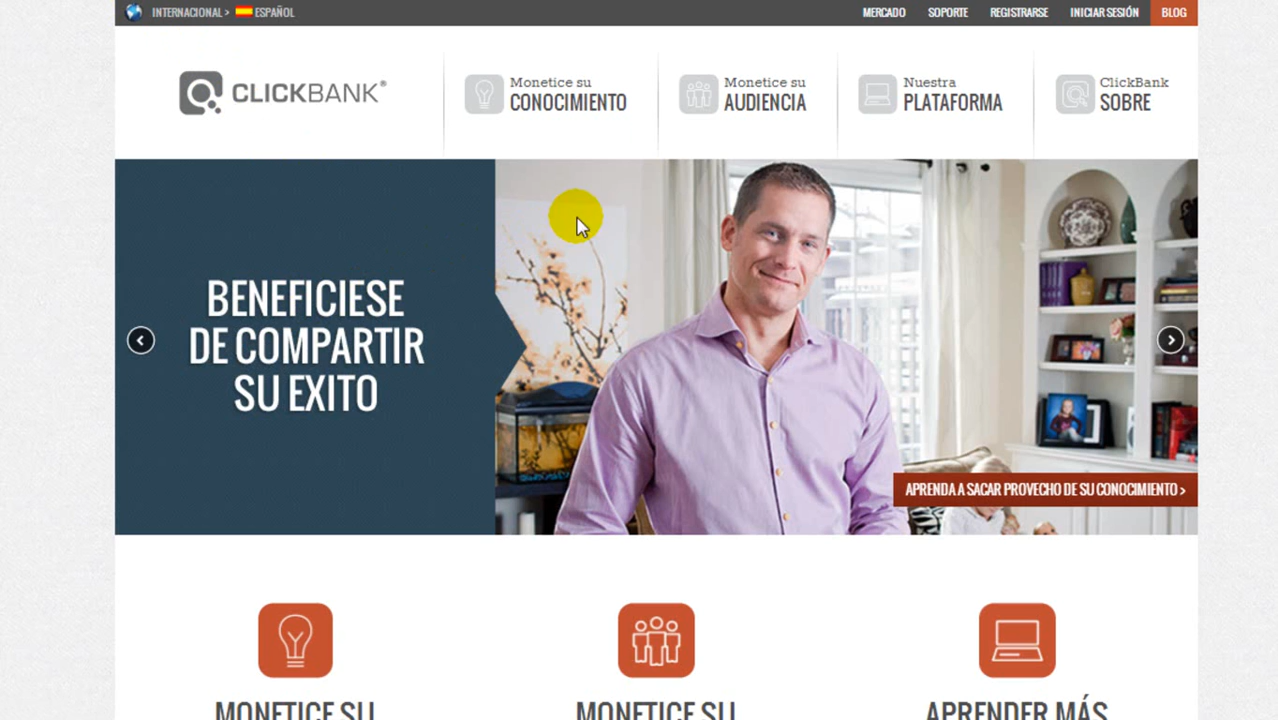 INTERNACIONAL > ESPAÑOL
MERCADO SOPORTE REGISTRARSE INICIAR SESIÓN BLOG
CLICKBANK®
Monetice su
CONOCIMIENTO
Monetice su
AUDIENCIA
Nuestra
PLATAFORMA
ClickBank
SOBRE
BENEFICIESE
DE COMPARTIR
SU EXITO
APRENDA A SACAR PROVECHO DE SU CONOCIMIENTO >
MONETICE SU
MONETICE SU
APRENDER MÁS